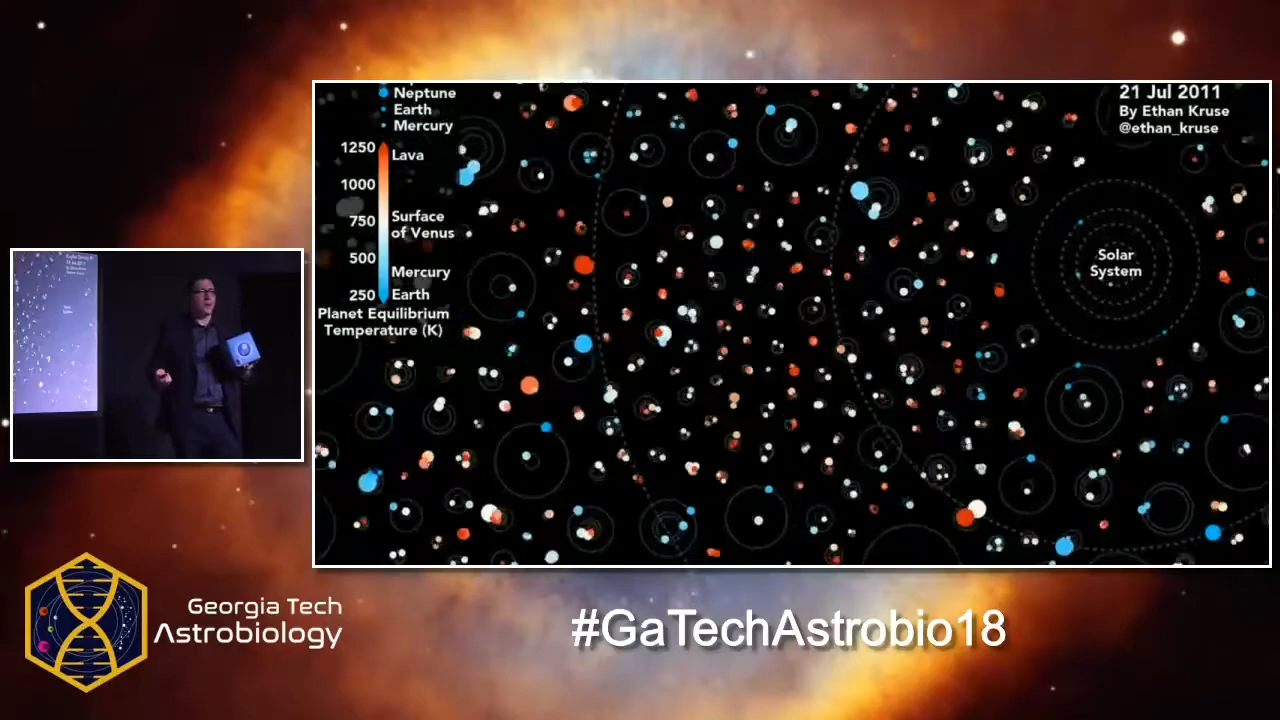 Neptune
Earth
Mercury
1250
Lava
1000
750
Surface
of Venus
500
Mercury
250
Earth
Planet Equilibrium
Temperature (K)
21 Jul 2011
By Ethan Kruse
@ethan_kruse
Solar
System
Georgia Tech
Astrobiology
#GaTechAstrobio18